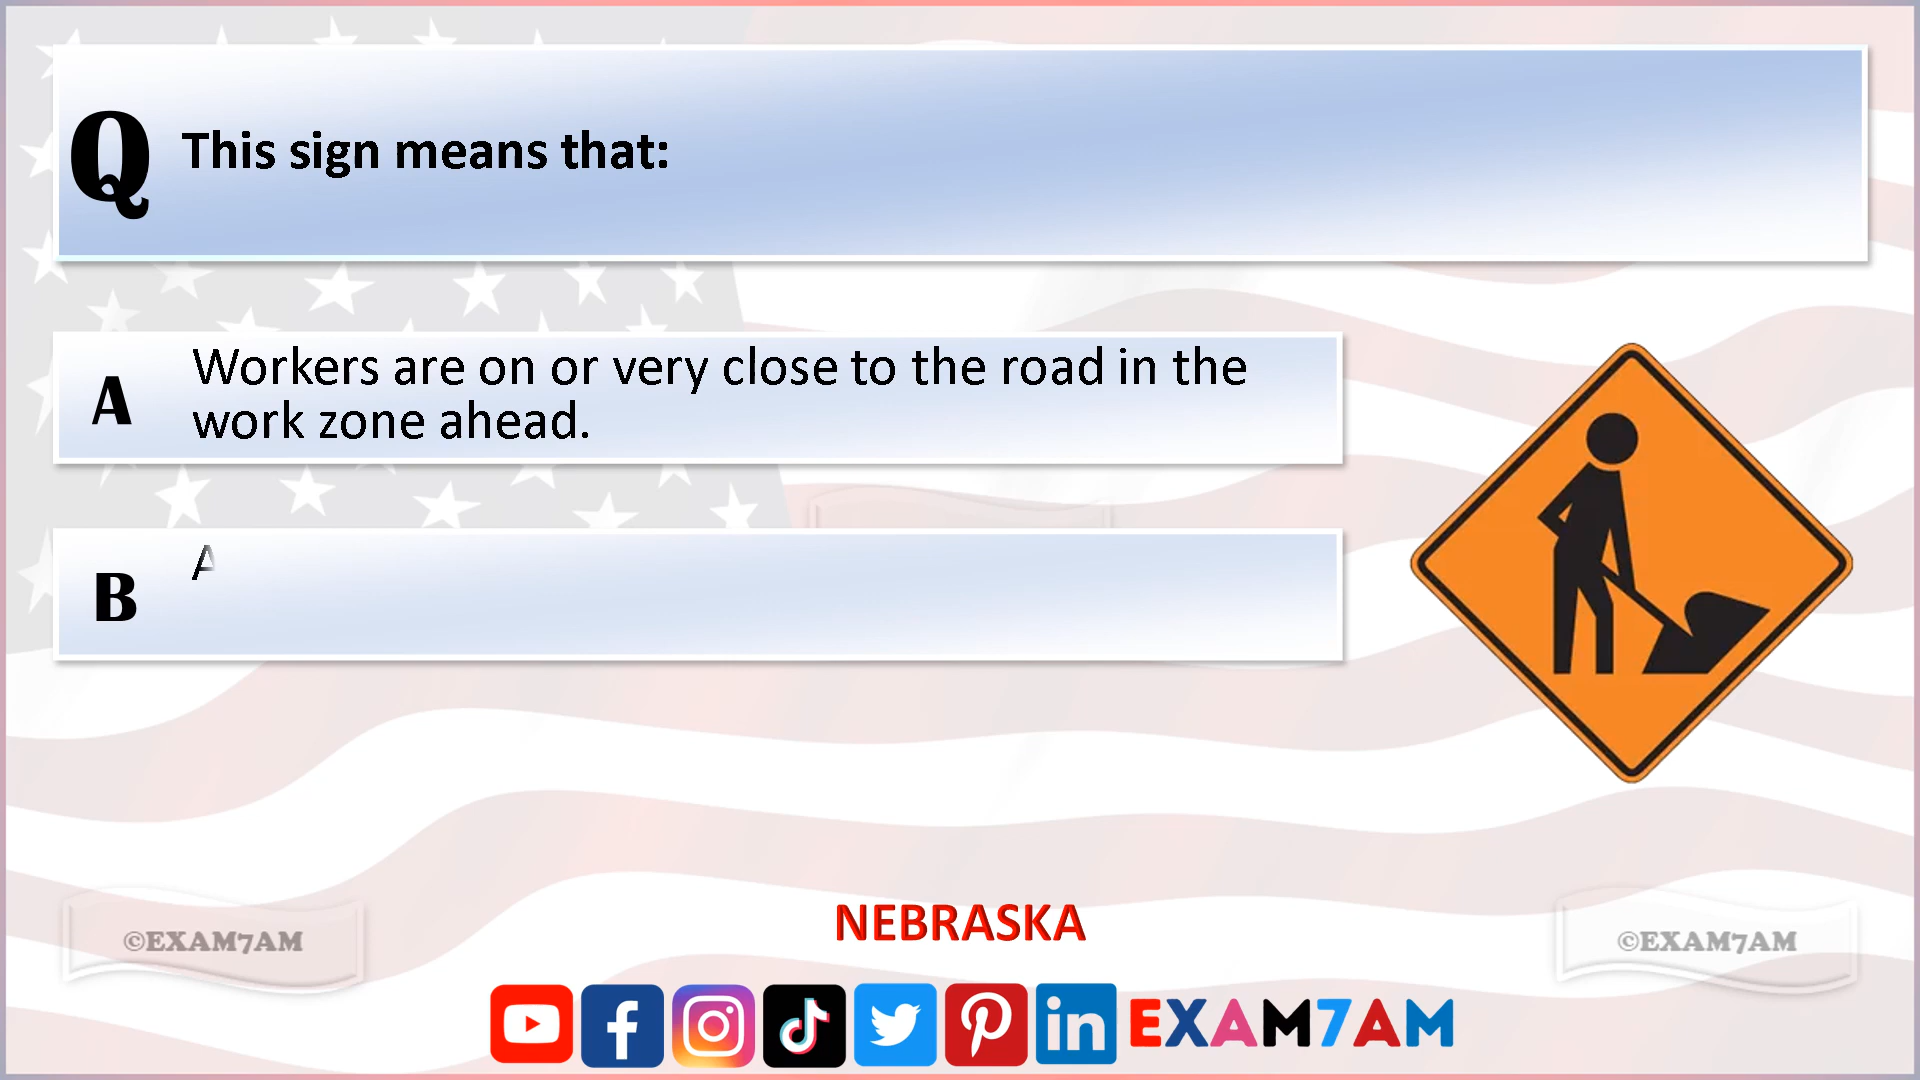 Q This sign means that:
A Workers are on or very close to the road in the
work zone ahead.
B A
NEBRASKA
©EXAM7AM
©EXAM7AM
EXAM7AM